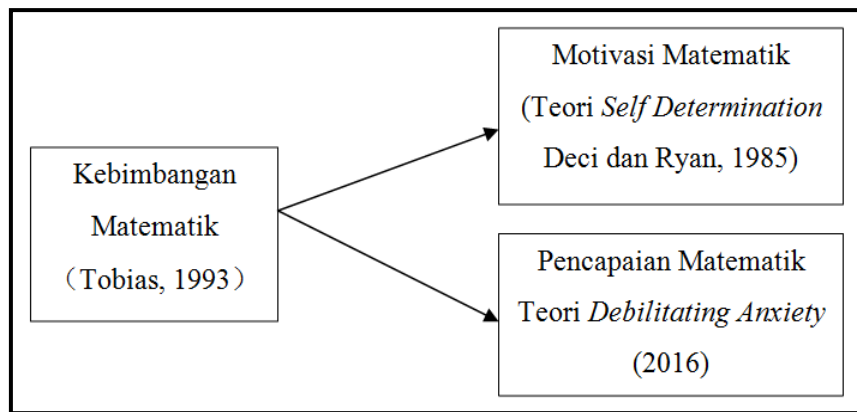 Kebimbangan
Matematik
（Tobias, 1993）
Motivasi Matematik
(Teori Self Determination
Deci dan Ryan, 1985)
Pencapaian Matematik
Teori Debilitating Anxiety
(2016)